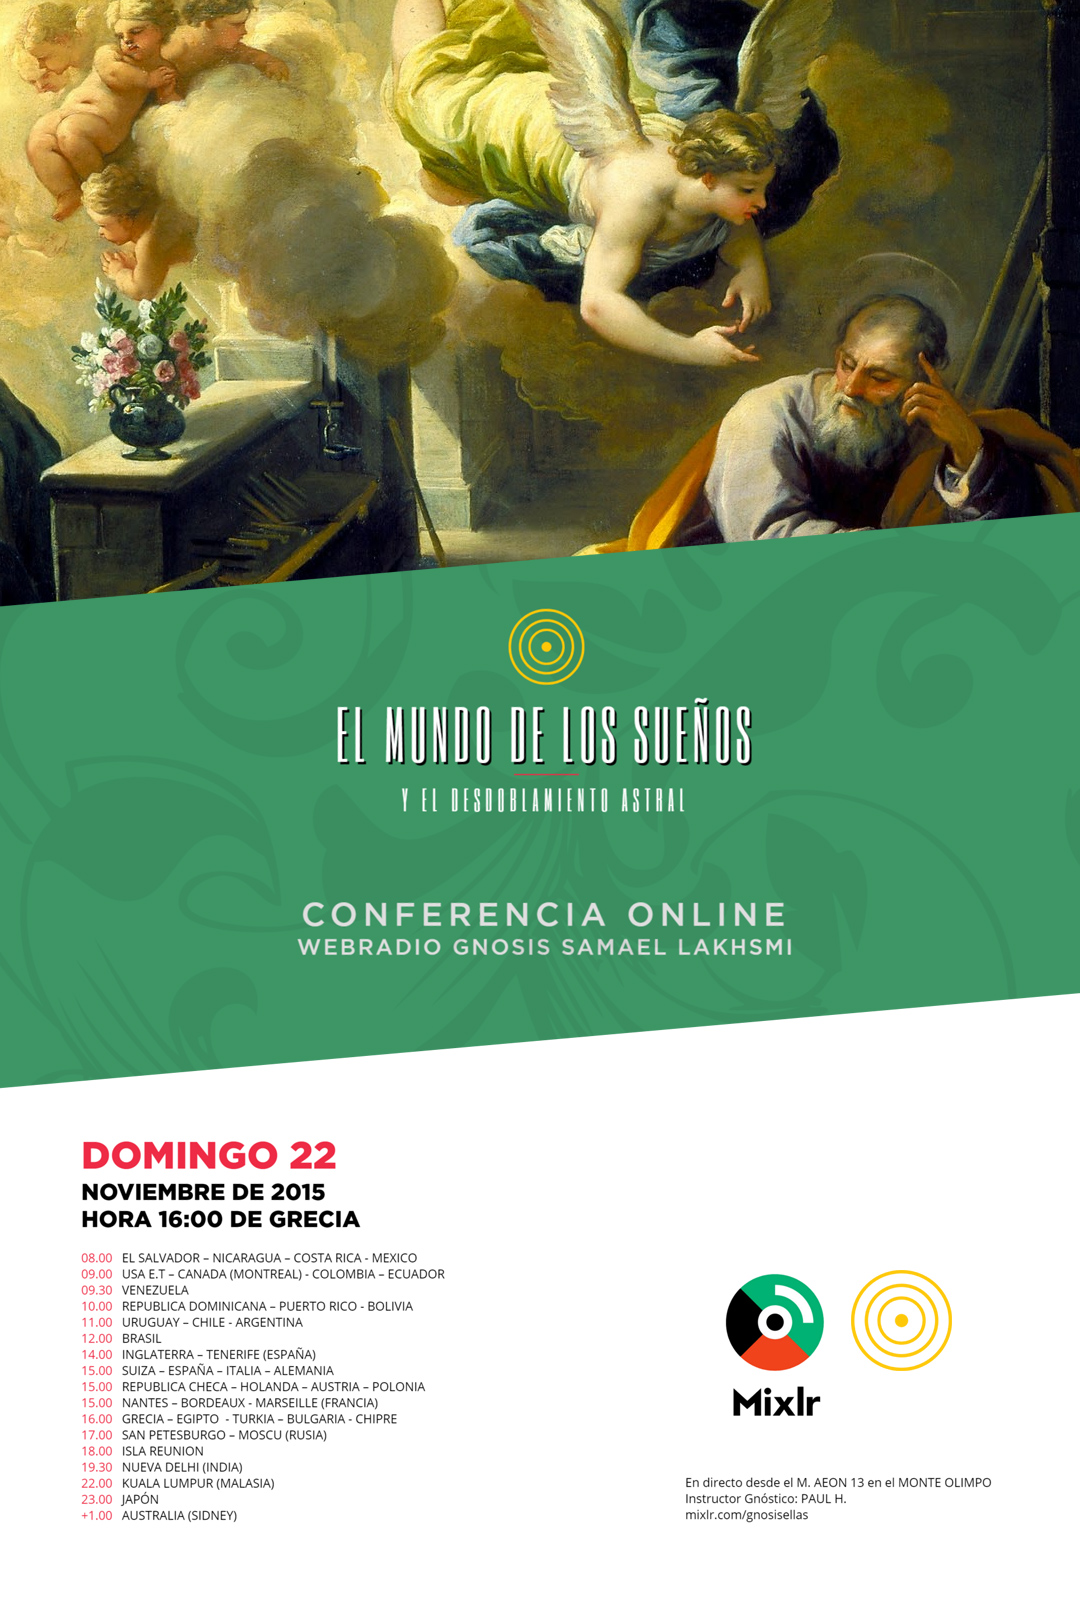 EL MUNDO DE LOS SUEÑOS
Y EL DESDOBLAMIENTO ASTRAL
CONFERENCIA ONLINE
WEBRADIO GNOSIS SAMAEL LAKHSMI
DOMINGO 22
NOVIEMBRE DE 2015
HORA 16:00 DE GRECIA
08.00 EL SALVADOR – NICARAGUA – COSTA RICA - MEXICO
09.00 USA E.T – CANADA (MONTREAL) - COLOMBIA – ECUADOR
09.30 VENEZUELA
10.00 REPUBLICA DOMINICANA – PUERTO RICO - BOLIVIA
11.00 URUGUAY – CHILE - ARGENTINA
12.00 BRASIL
14.00 INGLATERRA – TENERIFE (ESPAÑA)
15.00 SUIZA – ESPAÑA – ITALIA – ALEMANIA
15.00 REPUBLICA CHECA – HOLANDA – AUSTRIA – POLONIA
15.00 NANTES – BORDEAUX - MARSEILLE (FRANCIA)
16.00 GRECIA – EGIPTO - TURKIA – BULGARIA - CHIPRE
17.00 SAN PETESBURGO – MOSCU (RUSIA)
18.00 ISLA REUNION
19.30 NUEVA DELHI (INDIA)
22.00 KUALA LUMPUR (MALASIA)
23.00 JAPÓN
+1.00 AUSTRALIA (SIDNEY)
Mixlr
En directo desde el M. AEON 13 en el MONTE OLIMPO
Instructor Gnóstico: PAUL H.
mixlr.com/gnosisellas